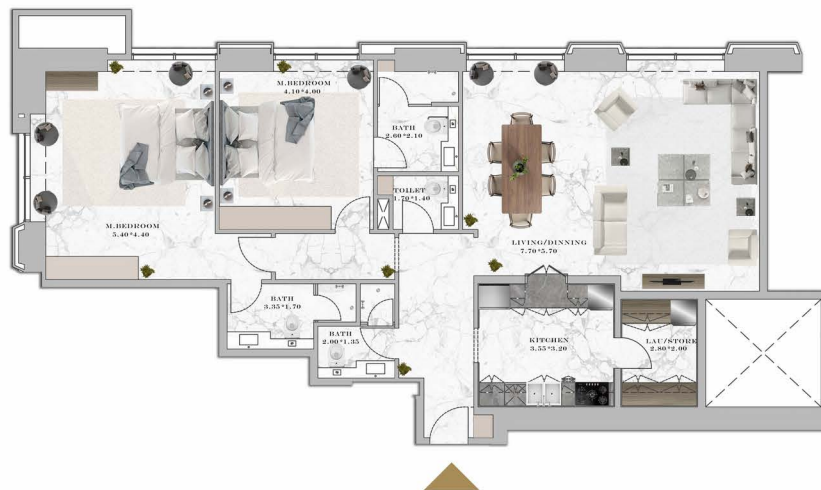 M.BEDROOM
4.10*4.00
BATH
2.60*2.10
TOILET
1.70*1.40
M.BEDROOM
5.40*4.40
LIVING/DINNING
7.70*5.70
BATH
3.35*1.70
BATH
2.00*1.35
KITCHEN
3.55*3.20
LAU/STORE
2.80*2.00